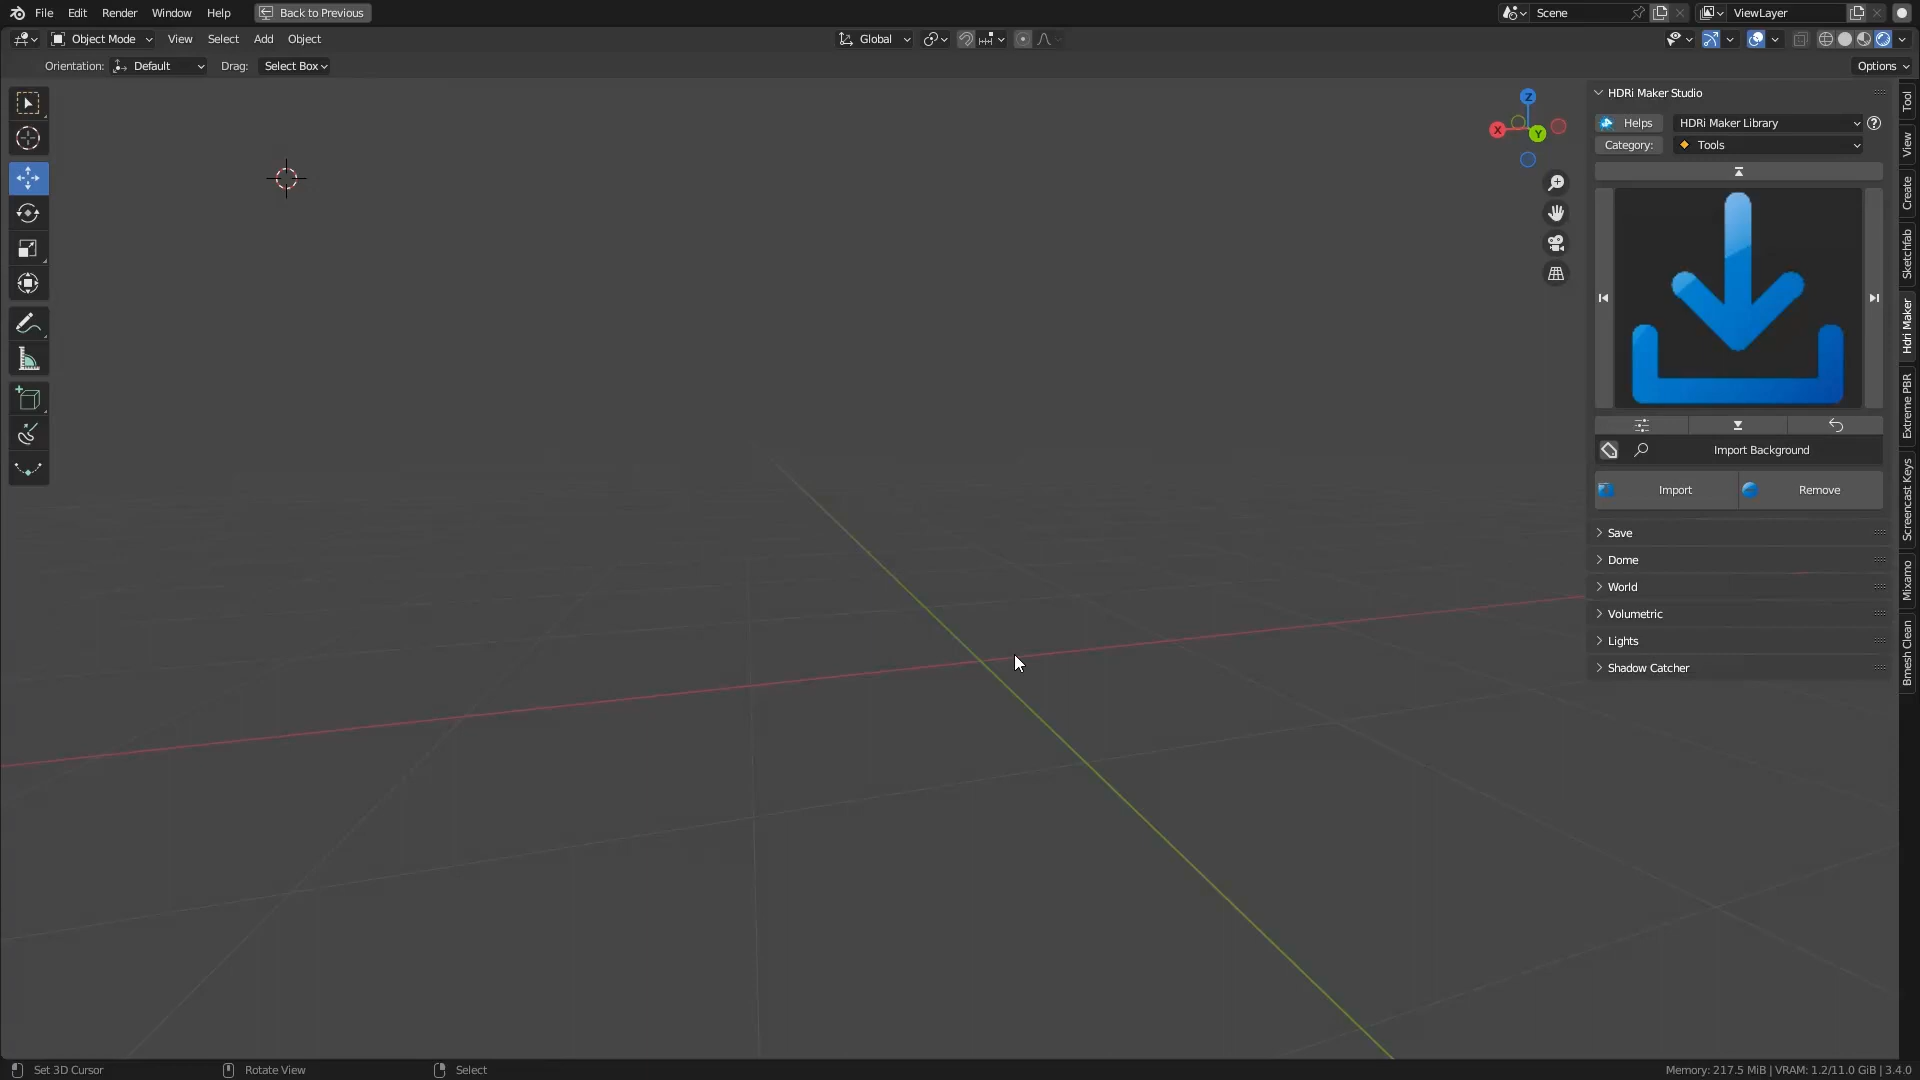 File Edit Render Window Help Back to Previous Scene ViewLayer
Object Mode View Select Add Object Global
Orientation: Default Drag: Select Box Options
Z
X
Y
HDRi Maker Studio
Helps HDRi Maker Library
Category: Tools
Import Background
Import Remove
Save
Dome
World
Volumetric
Lights
Shadow Catcher
Tool
View
Create
Sketchfab
Hdri Maker
Extreme PBR
Screencast Keys
Mixamo
Bmesh Clean
Set 3D Cursor Rotate View Select Memory: 217.5 MiB | VRAM: 1.2/11.0 GiB | 3.4.0